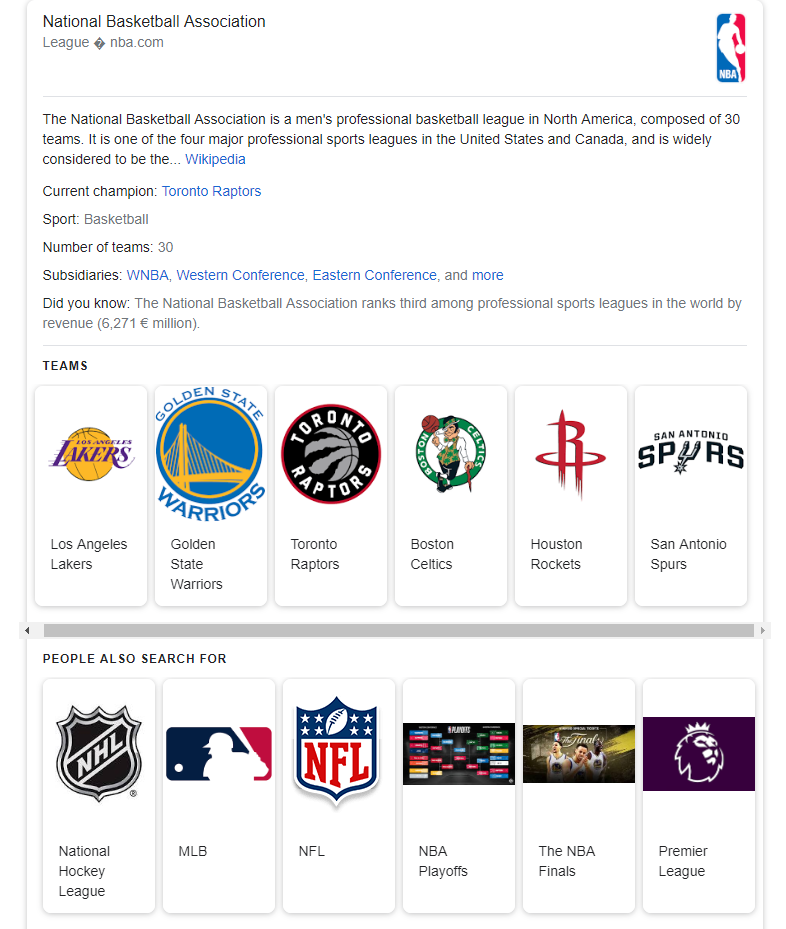 National Basketball Association
League � nba.com
NBA
The National Basketball Association is a men's professional basketball league in North America, composed of 30
teams. It is one of the four major professional sports leagues in the United States and Canada, and is widely
considered to be the... Wikipedia
Current champion: Toronto Raptors
Sport: Basketball
Number of teams: 30
Subsidiaries: WNBA, Western Conference, Eastern Conference, and more
Did you know: The National Basketball Association ranks third among professional sports leagues in the world by
revenue (6,271 € million).
TEAMS
LOS ANGELES
LAKERS
GOLDEN STATE
WARRIORS
TORONTO
RAPTORS
BOSTON
CELTICS
R
SAN ANTONIO
SPURS
Los Angeles
Lakers
Golden
State
Warriors
Toronto
Raptors
Boston
Celtics
Houston
Rockets
San Antonio
Spurs
PEOPLE ALSO SEARCH FOR
NHL
NFL
PLAYOFFS
The Finals
National
Hockey
League
MLB
NFL
NBA
Playoffs
The NBA
Finals
Premier
League